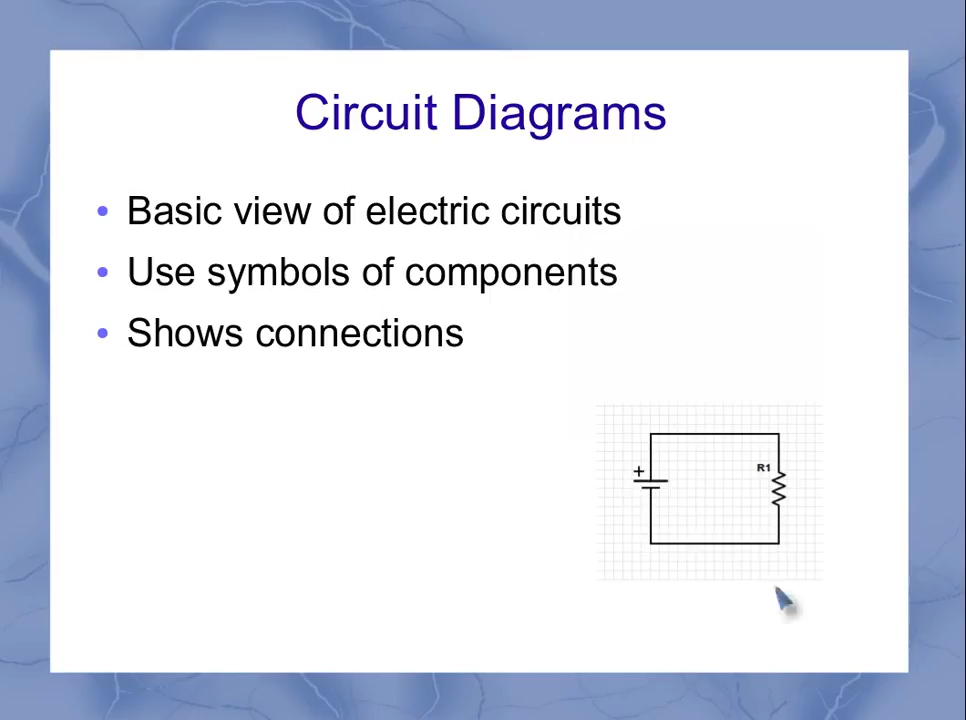 Circuit Diagrams
• Basic view of electric circuits
• Use symbols of components
• Shows connections
R1
+